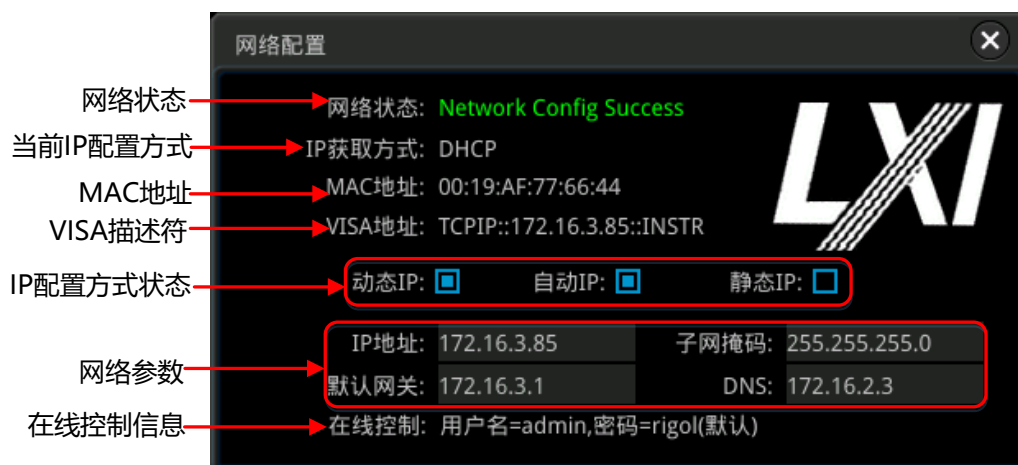 网络配置
网络状态 网络状态: Network Config Success
当前IP配置方式 IP获取方式: DHCP
MAC地址 MAC地址: 00:19:AF:77:66:44
VISA描述符 VISA地址: TCPIP::172.16.3.85::INSTR
LXI
IP配置方式状态 动态IP: 自动IP: 静态IP:
IP地址: 172.16.3.85 子网掩码: 255.255.255.0
网络参数
默认网关: 172.16.3.1 DNS: 172.16.2.3
在线控制信息 在线控制: 用户名=admin,密码=rigol(默认)